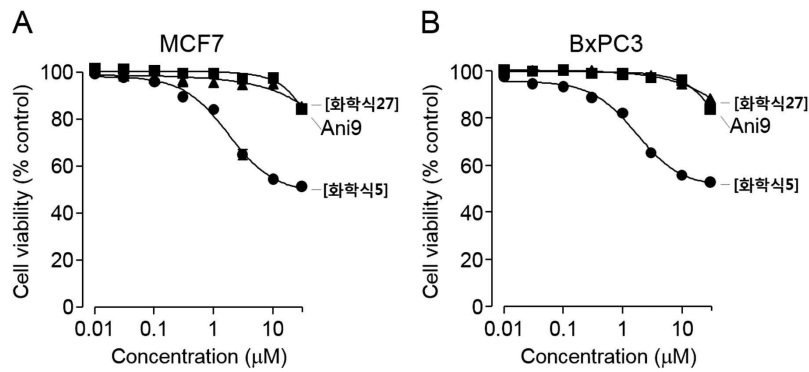 A
MCF7
Cell viability (% control)
100
80
60
40
20
0
[화학식27]
Ani9
[화학식5]
0.01
0.1
1
10
Concentration (μM)
B
BxPC3
Cell viability (% control)
100
80
60
40
20
0
[화학식27]
Ani9
[화학식5]
0.01
0.1
1
10
Concentration (μM)